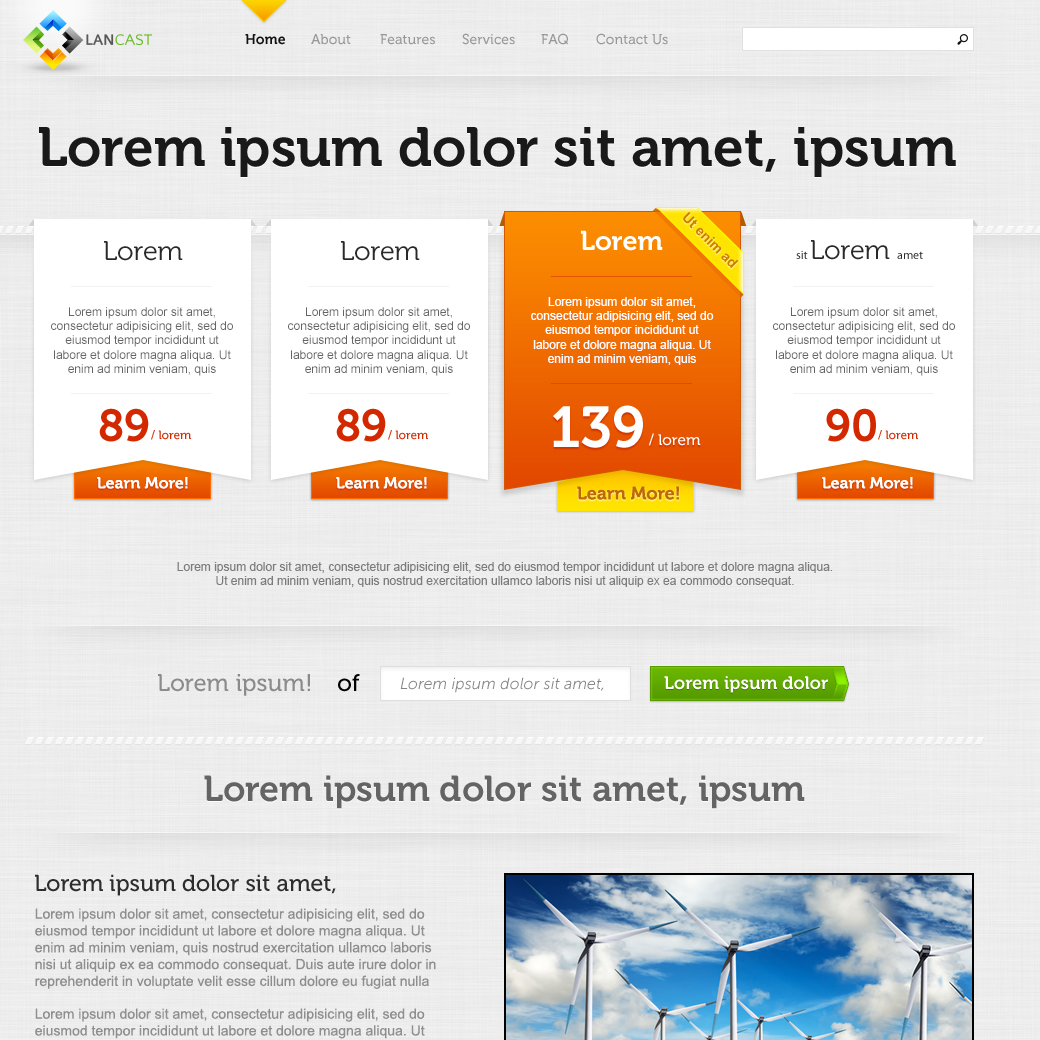 LANCAST
Home About Features Services FAQ Contact Us
Lorem ipsum dolor sit amet, ipsum
Lorem
Lorem ipsum dolor sit amet,
consectetur adipisicing elit, sed do
eiusmod tempor incididunt ut
labore et dolore magna aliqua. Ut
enim ad minim veniam, quis
89 / lorem
Learn More!
Lorem
Lorem ipsum dolor sit amet,
consectetur adipisicing elit, sed do
eiusmod tempor incididunt ut
labore et dolore magna aliqua. Ut
enim ad minim veniam, quis
89 / lorem
Learn More!
Lorem
Ut enim ad
Lorem ipsum dolor sit amet,
consectetur adipisicing elit, sed do
eiusmod tempor incididunt ut
labore et dolore magna aliqua. Ut
enim ad minim veniam, quis
139 / lorem
Learn More!
sit Lorem amet
Lorem ipsum dolor sit amet,
consectetur adipisicing elit, sed do
eiusmod tempor incididunt ut
labore et dolore magna aliqua. Ut
enim ad minim veniam, quis
90 / lorem
Learn More!
Lorem ipsum dolor sit amet, consectetur adipisicing elit, sed do eiusmod tempor incididunt ut labore et dolore magna aliqua.
Ut enim ad minim veniam, quis nostrud exercitation ullamco laboris nisi ut aliquip ex ea commodo consequat.
Lorem ipsum! of Lorem ipsum dolor sit amet, Lorem ipsum dolor
Lorem ipsum dolor sit amet, ipsum
Lorem ipsum dolor sit amet,
Lorem ipsum dolor sit amet, consectetur adipisicing elit, sed do
eiusmod tempor incididunt ut labore et dolore magna aliqua. Ut
enim ad minim veniam, quis nostrud exercitation ullamco laboris
nisi ut aliquip ex ea commodo consequat. Duis aute irure dolor in
reprehenderit in voluptate velit esse cillum dolore eu fugiat nulla
Lorem ipsum dolor sit amet, consectetur adipisicing elit, sed do
eiusmod tempor incididunt ut labore et dolore magna aliqua. Ut